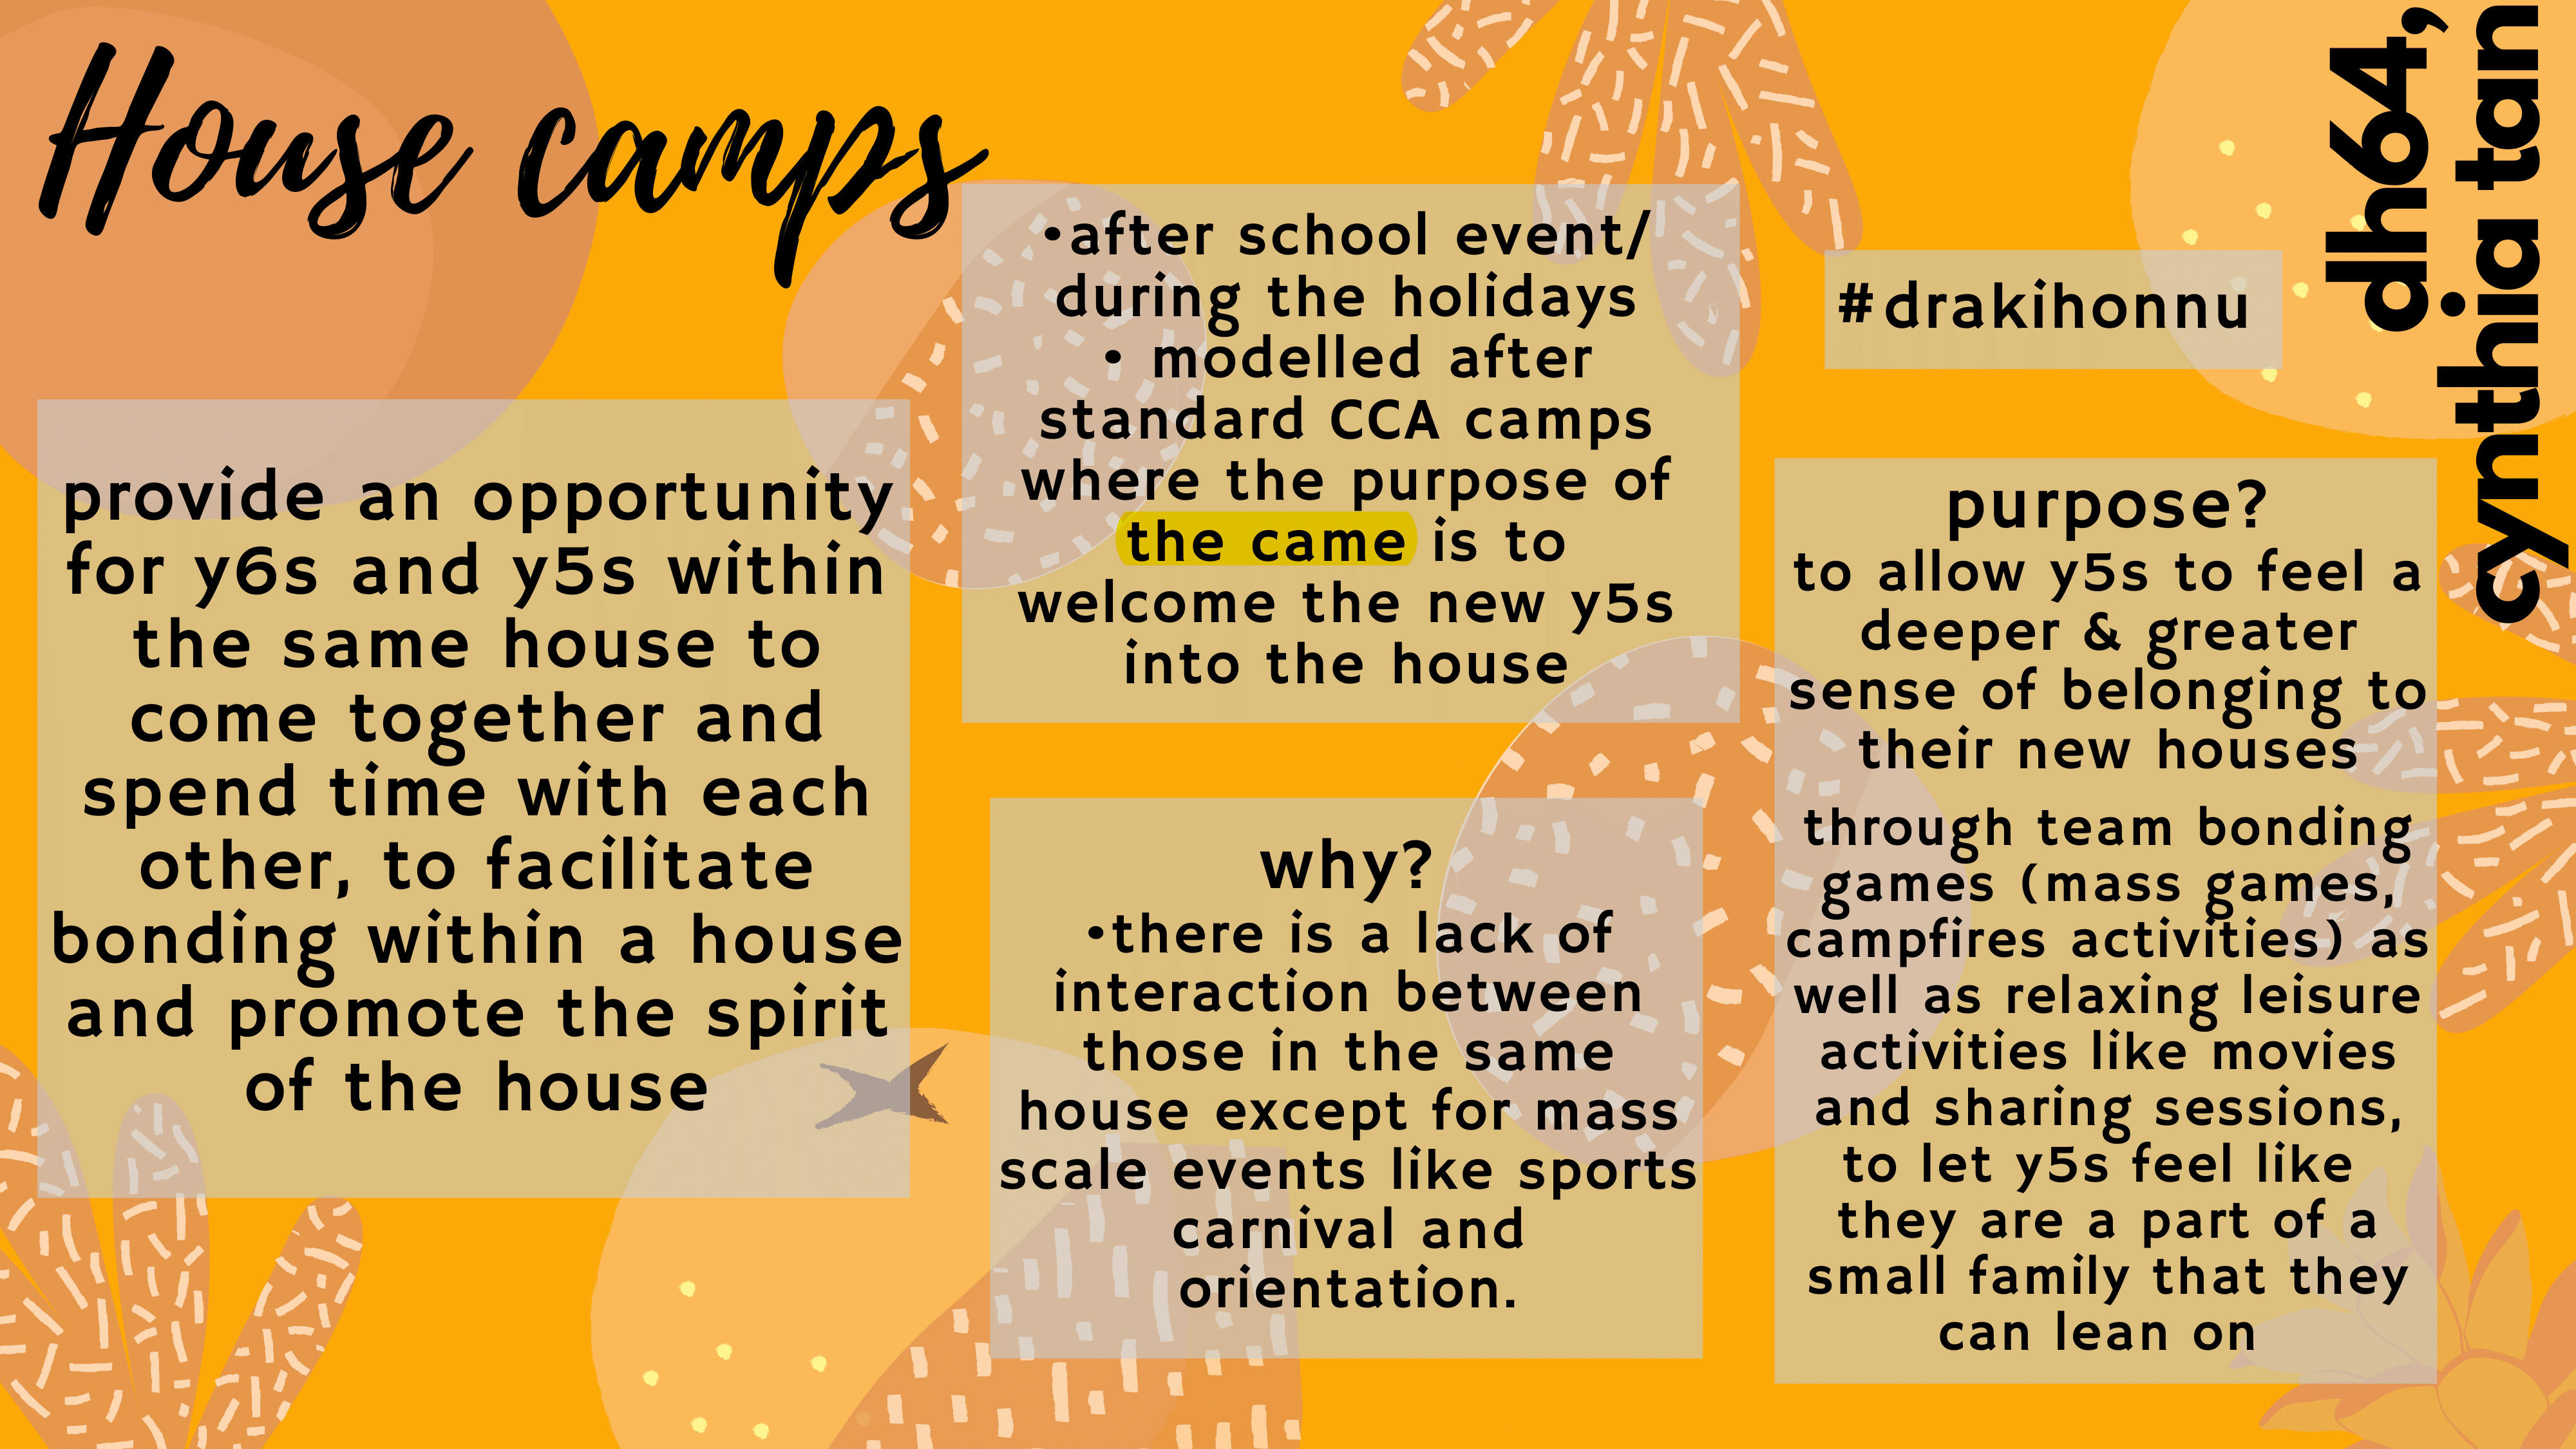 House camps
provide an opportunity
for y6s and y5s within
the same house to
come together and
spend time with each
other, to facilitate
bonding within a house
and promote the spirit
of the house
•after school event/
during the holidays
• modelled after
standard CCA camps
where the purpose of
the came is to
welcome the new y5s
into the house
why?
•there is a lack of
interaction between
those in the same
house except for mass
scale events like sports
carnival and
orientation.
#drakihonnu
purpose?
to allow y5s to feel a
deeper & greater
sense of belonging to
their new houses
through team bonding
games (mass games,
campfires activities) as
well as relaxing leisure
activities like movies
and sharing sessions,
to let y5s feel like
they are a part of a
small family that they
can lean on
dh64,
cynthia tan